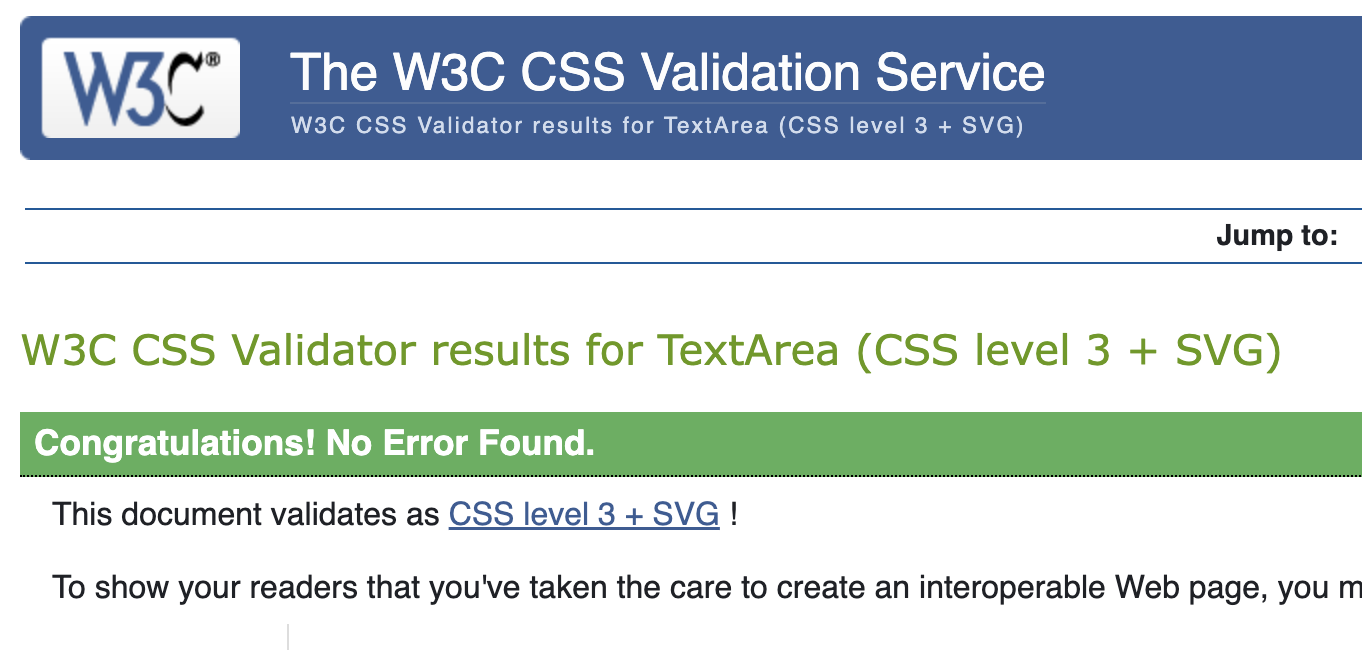 W3C®
The W3C CSS Validation Service
W3C CSS Validator results for TextArea (CSS level 3 + SVG)
Jump to:
W3C CSS Validator results for TextArea (CSS level 3 + SVG)
Congratulations! No Error Found.
This document validates as CSS level 3 + SVG !
To show your readers that you've taken the care to create an interoperable Web page, you m